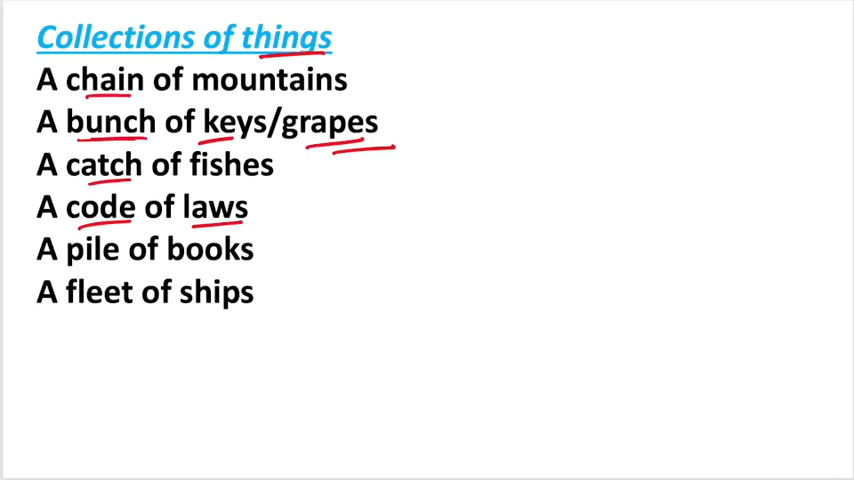 Collections of things
A chain of mountains
A bunch of keys/grapes
A catch of fishes
A code of laws
A pile of books
A fleet of ships